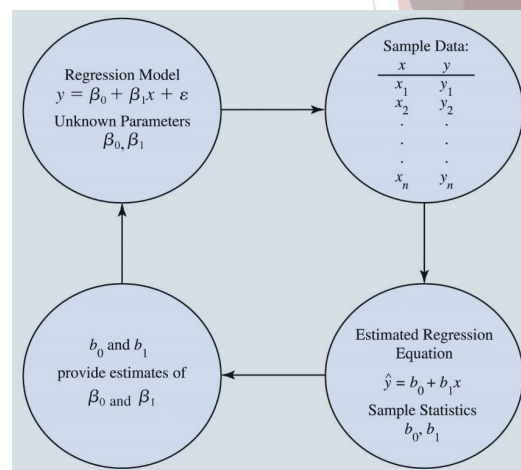 Regression Model
y = β₀ + β₁x + ε
Unknown Parameters
β₀, β₁
Sample Data:
x y
x₁ y₁
x₂ y₂
. .
. .
. .
xₙ yₙ
Estimated Regression
Equation
ŷ = b₀ + b₁x
Sample Statistics
b₀, b₁
b₀ and b₁
provide estimates of
β₀ and β₁